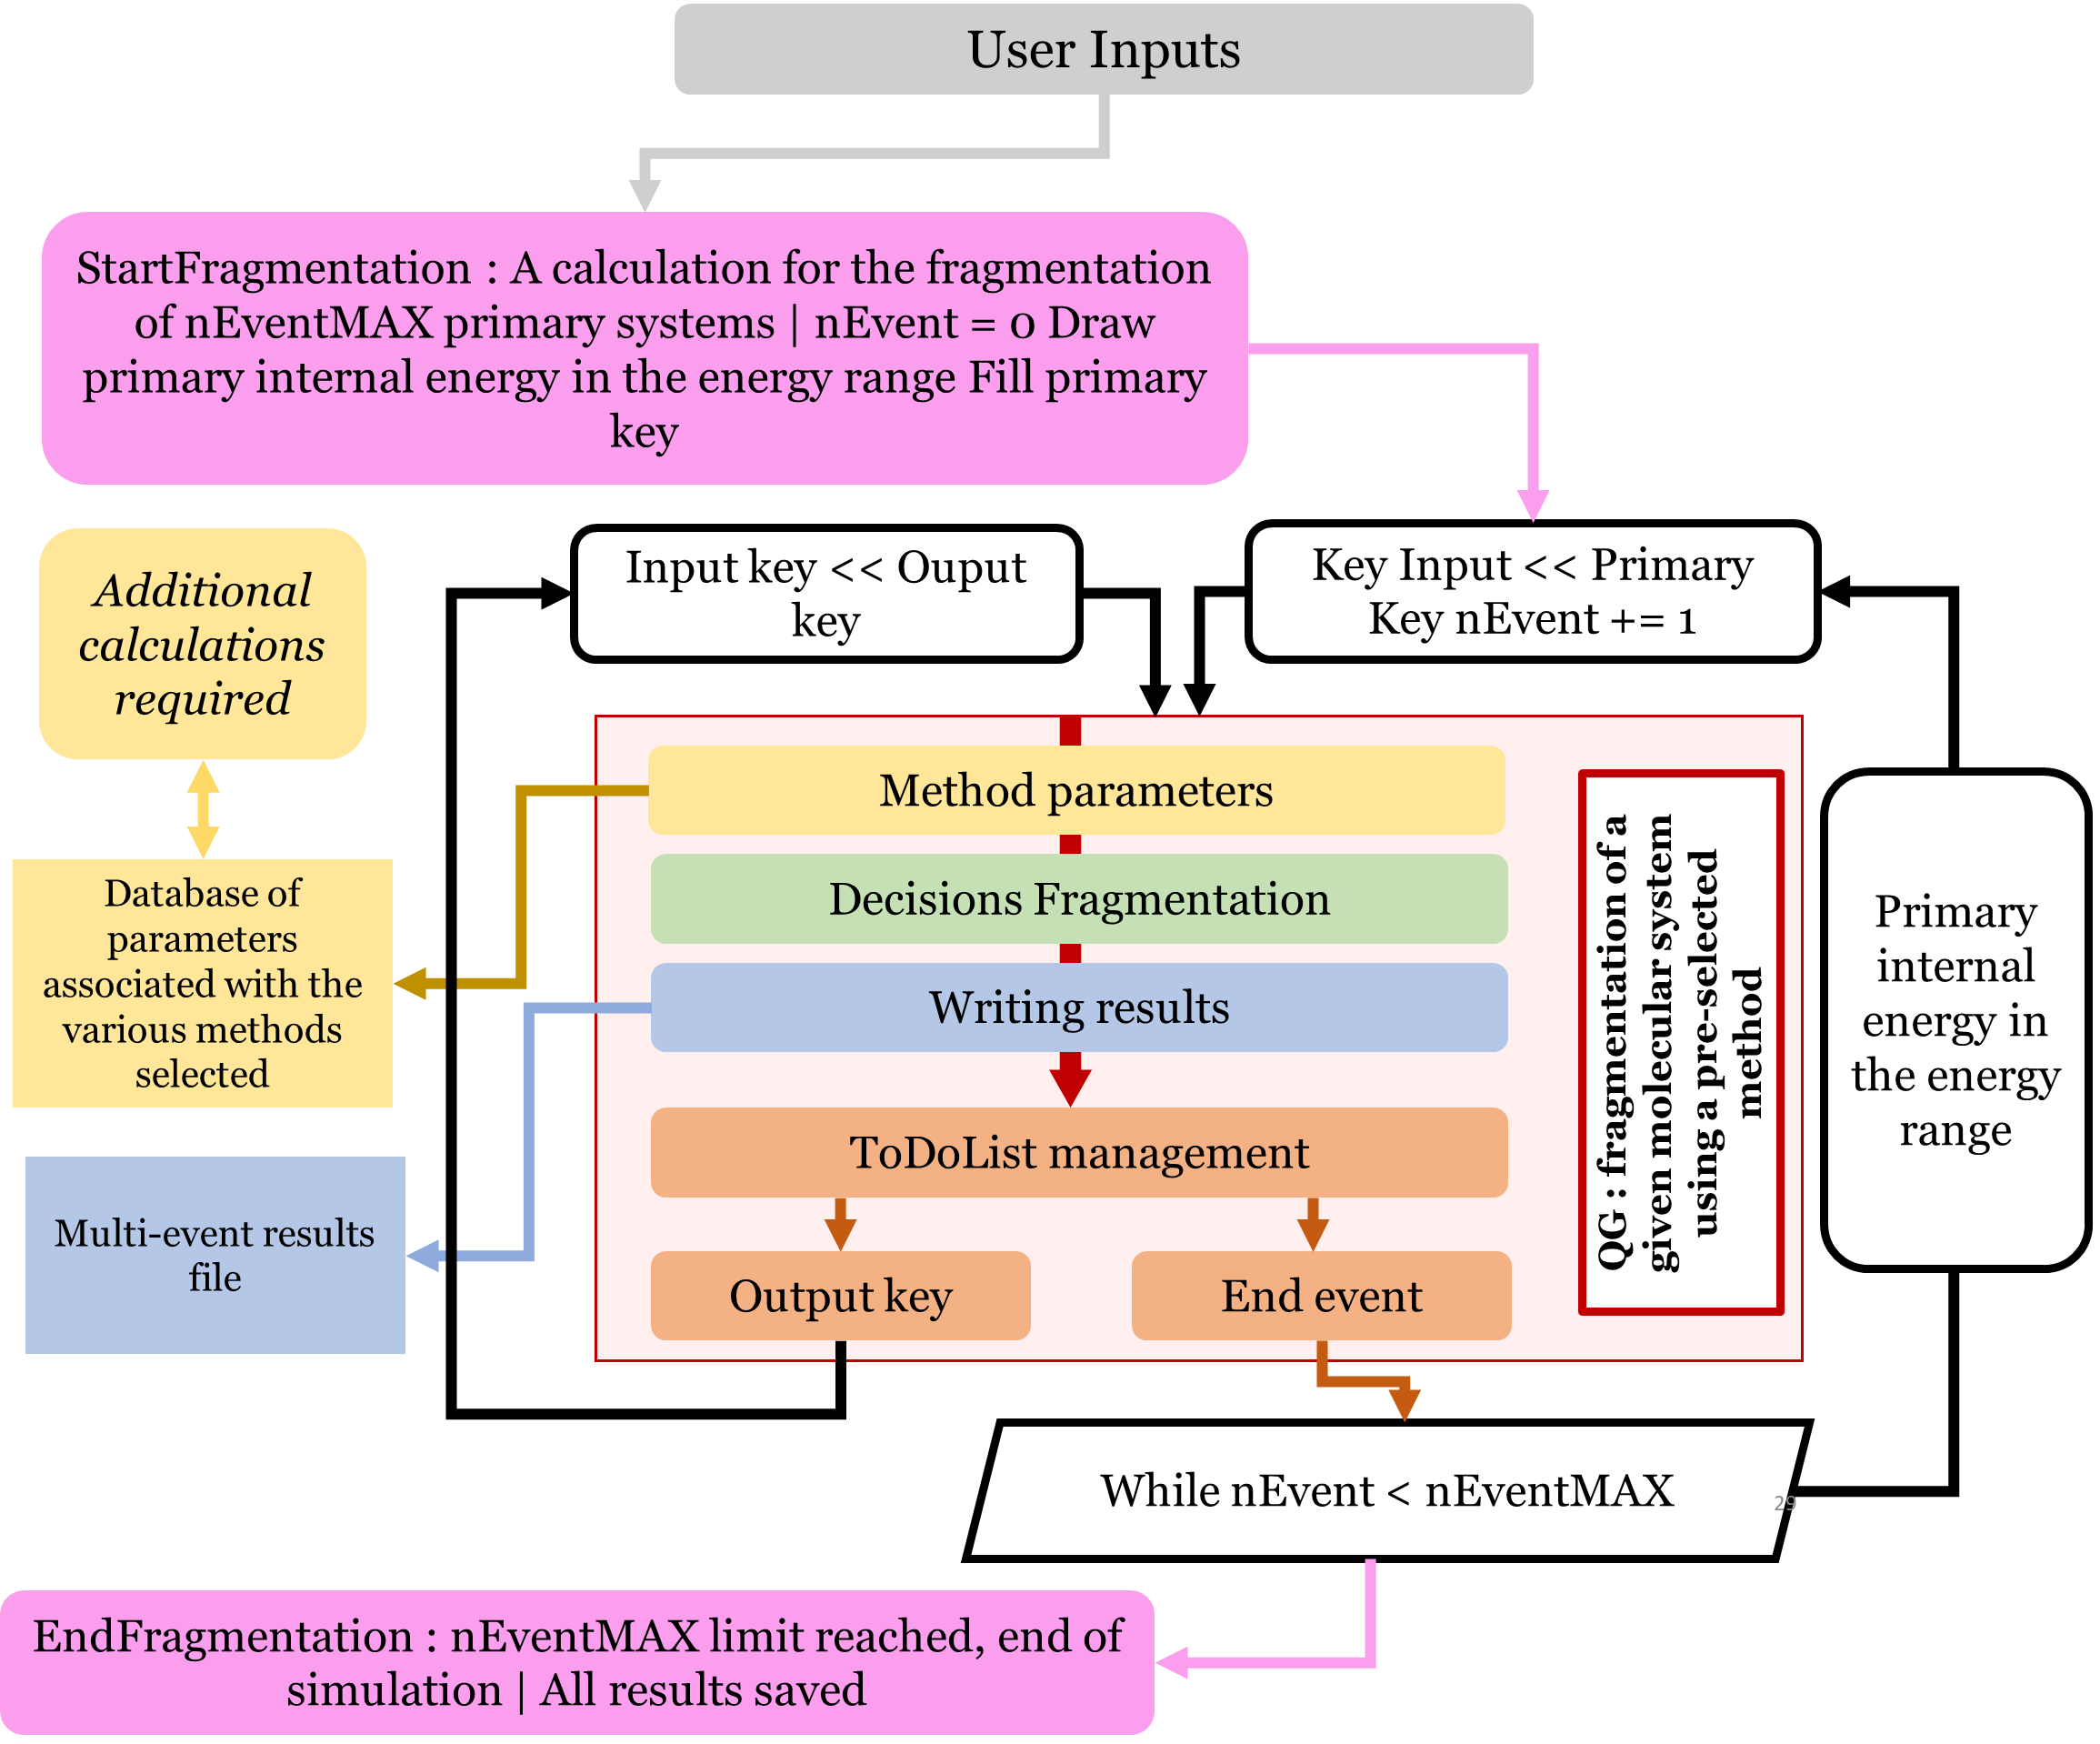 User Inputs
StartFragmentation : A calculation for the fragmentation
of nEventMAX primary systems | nEvent = 0 Draw
primary internal energy in the energy range Fill primary
key
Additional
calculations
required
Input key << Ouput
key
Key Input << Primary
Key nEvent += 1
Method parameters
Decisions Fragmentation
Writing results
ToDoList management
Output key
End event
QG : fragmentation of a
given molecular system
using a pre-selected
method
Primary
internal
energy in
the energy
range
Database of
parameters
associated with the
various methods
selected
Multi-event results
file
While nEvent < nEventMAX
29
EndFragmentation : nEventMAX limit reached, end of
simulation | All results saved